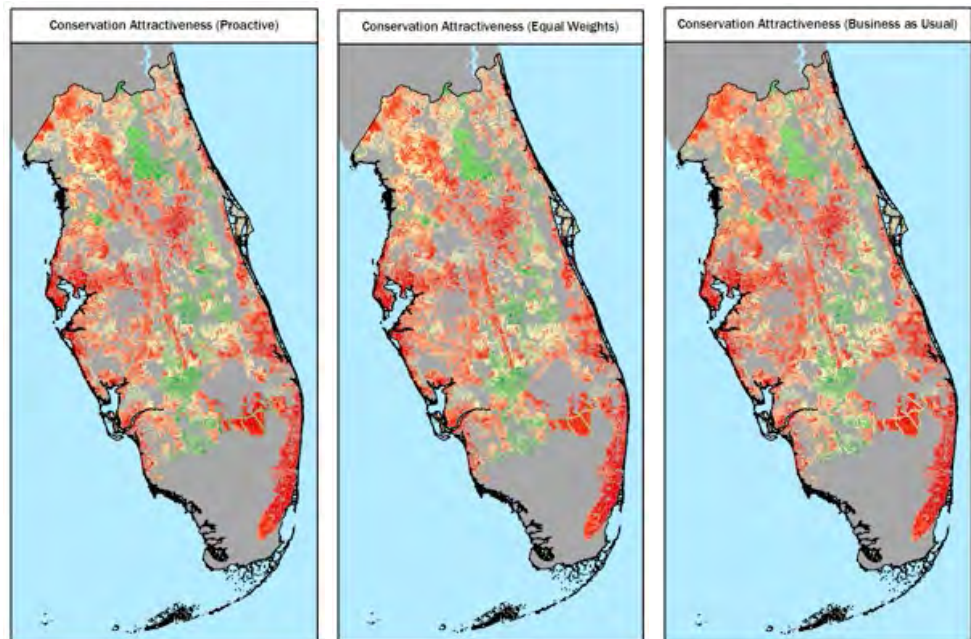 Conservation Attractiveness (Proactive)
Conservation Attractiveness (Equal Weights)
Conservation Attractiveness (Business as Usual)